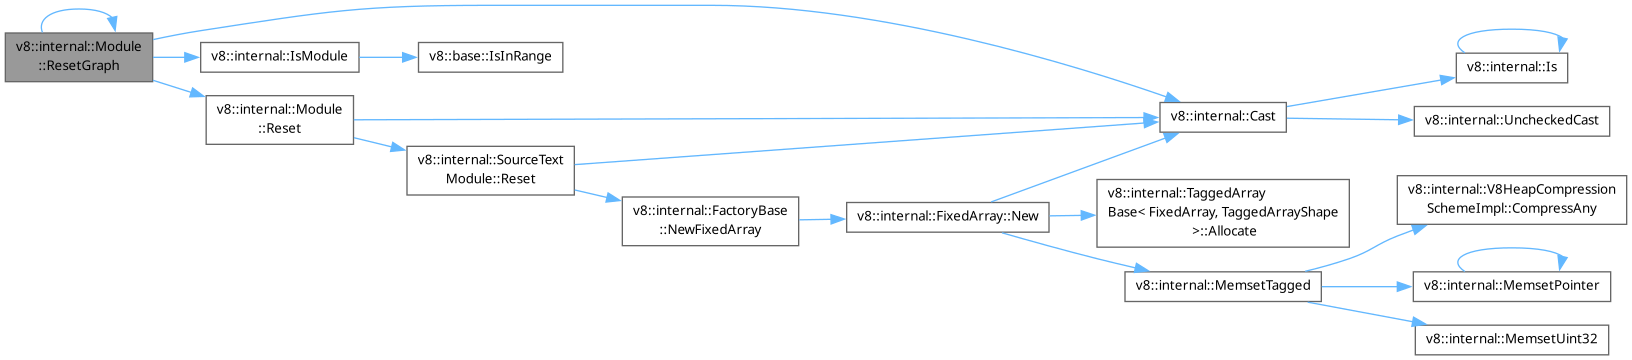 v8::internal::Module
::ResetGraph
v8::internal::IsModule
v8::base::IsInRange
v8::internal::Module
::Reset
v8::internal::SourceText
Module::Reset
v8::internal::FactoryBase
::NewFixedArray
v8::internal::FixedArray::New
v8::internal::Cast
v8::internal::TaggedArray
Base< FixedArray, TaggedArrayShape
>::Allocate
v8::internal::MemsetTagged
v8::internal::Is
v8::internal::UncheckedCast
v8::internal::V8HeapCompression
SchemeImpl::CompressAny
v8::internal::MemsetPointer
v8::internal::MemsetUint32